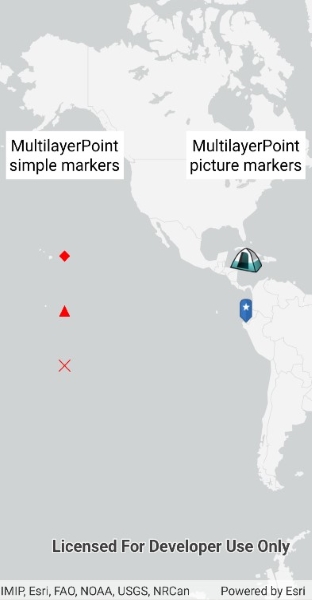 MultilayerPoint
simple markers
MultilayerPoint
picture markers
Licensed For Developer Use Only
IMIP, Esri, FAO, NOAA, USGS, NRCan
Powered by Esri